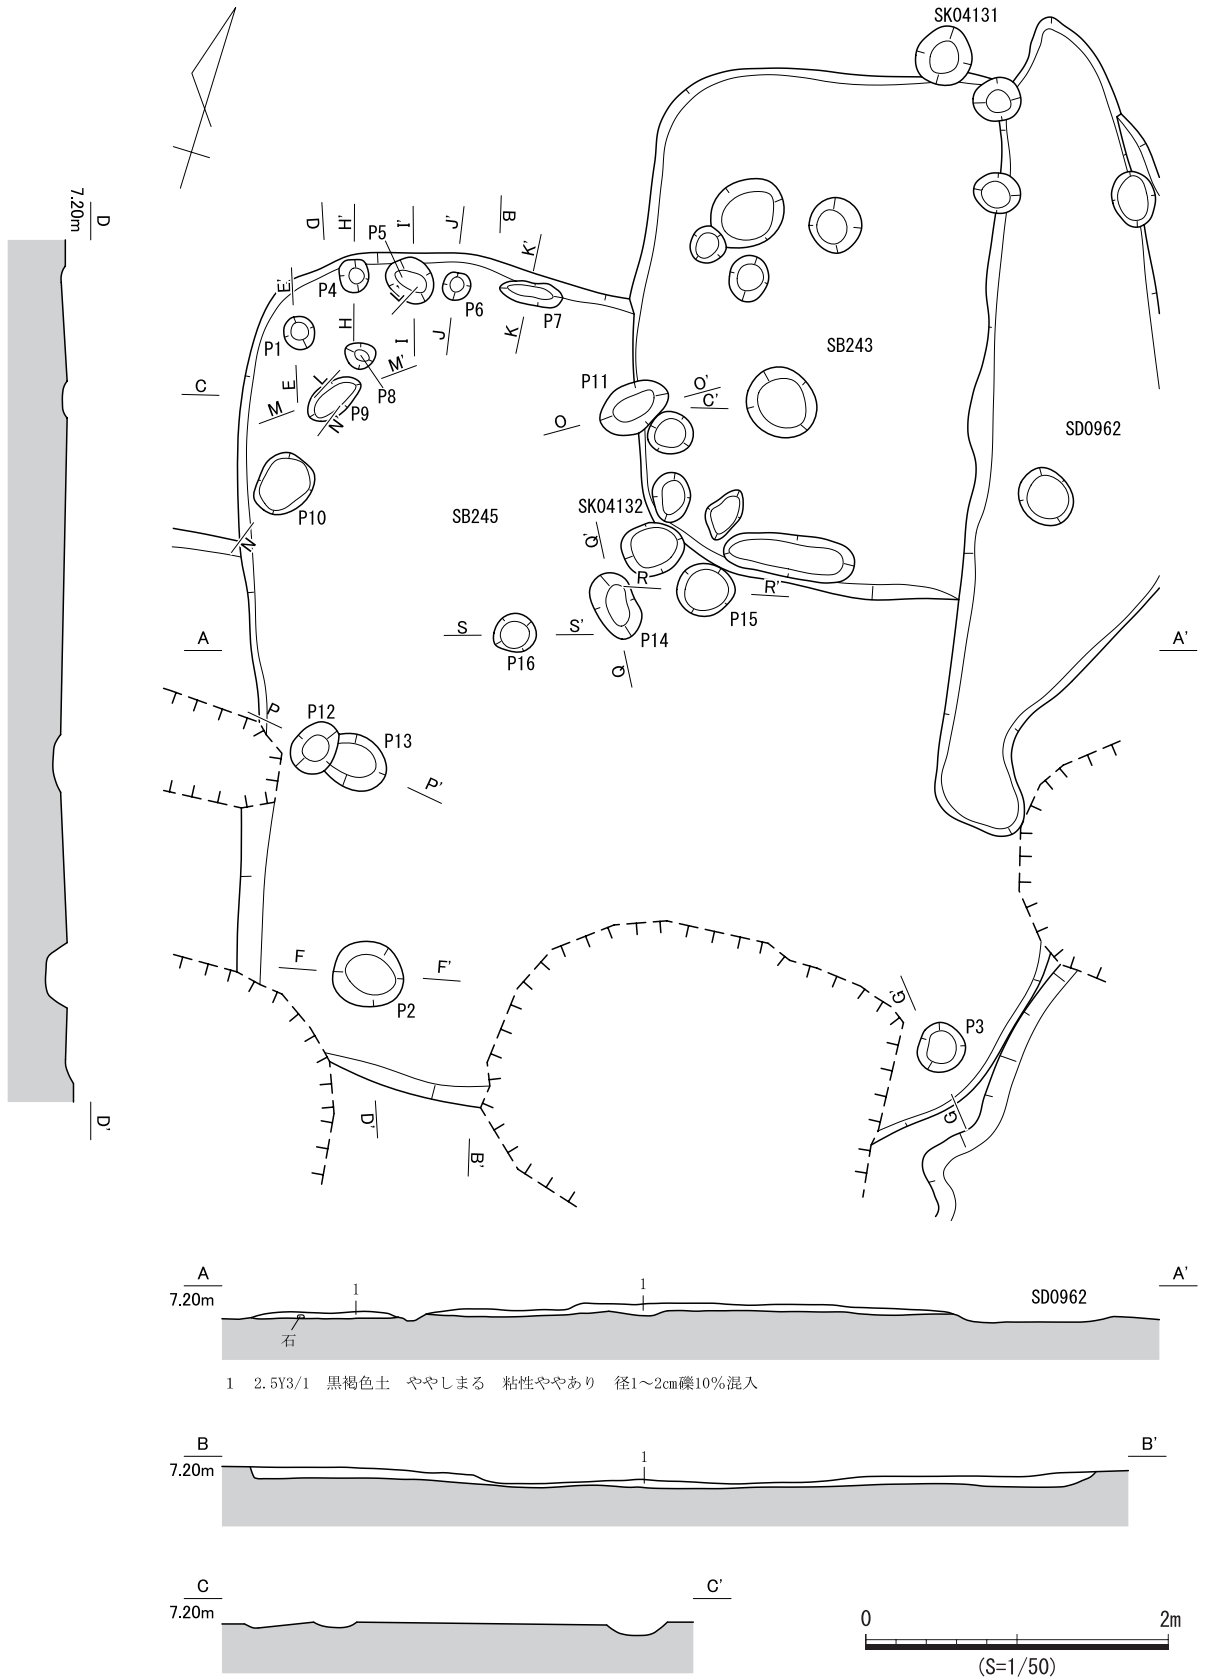 SK04131
7.20m
D
D
H'
P5
I'
J'
B
K'
E'
P4
L'
P6
P7
P1
H
I
J
K
SB243
C
E
L
M'
P8
M
P9
N'
P11
O'
C'
O
SD0962
P10
SB245
SK04132
N
Q'
R
R'
P15
A
S
S'
P14
A'
P16
Q
P
P12
P13
P'
F
F'
P2
G'
P3
D'
D'
G
B'
A
A'
7.20m
1
1
SD0962
石
1 2.5Y3/1 黒褐色土 ややしまる 粘性ややあり 径1～2㎝礫10％混入
B
B'
7.20m
1
C
C'
7.20m
0
2m
(S=1/50)